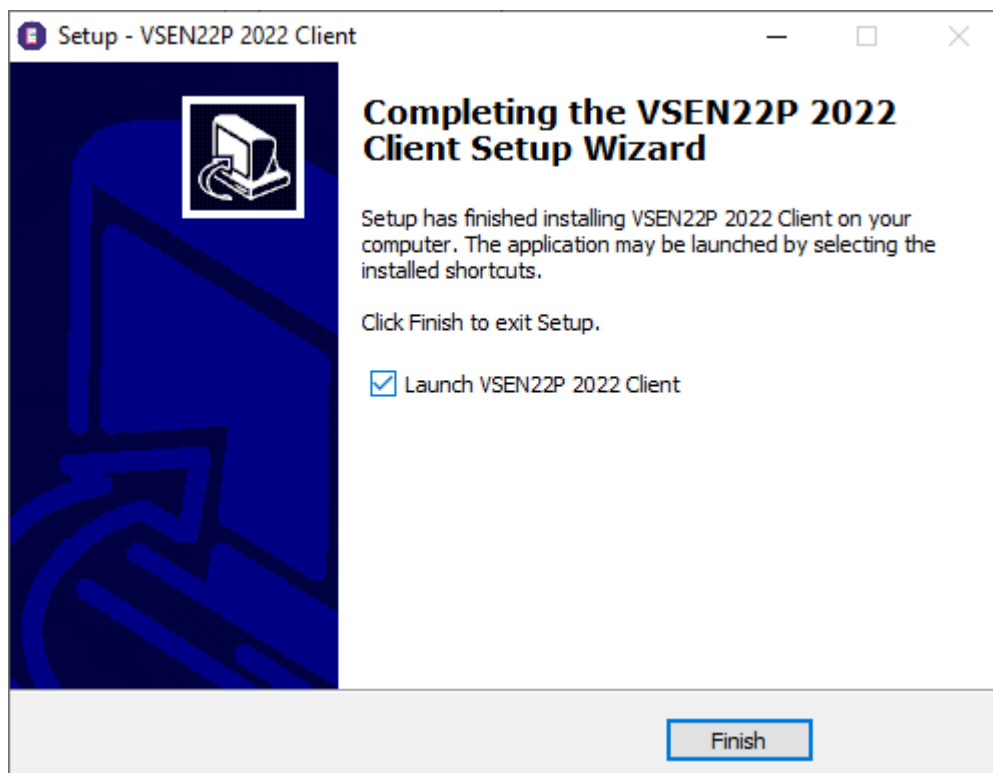 Setup - VSEN22P 2022 Client
Completing the VSEN22P 2022
Client Setup Wizard
Setup has finished installing VSEN22P 2022 Client on your
computer. The application may be launched by selecting the
installed shortcuts.
Click Finish to exit Setup.
Launch VSEN22P 2022 Client
Finish